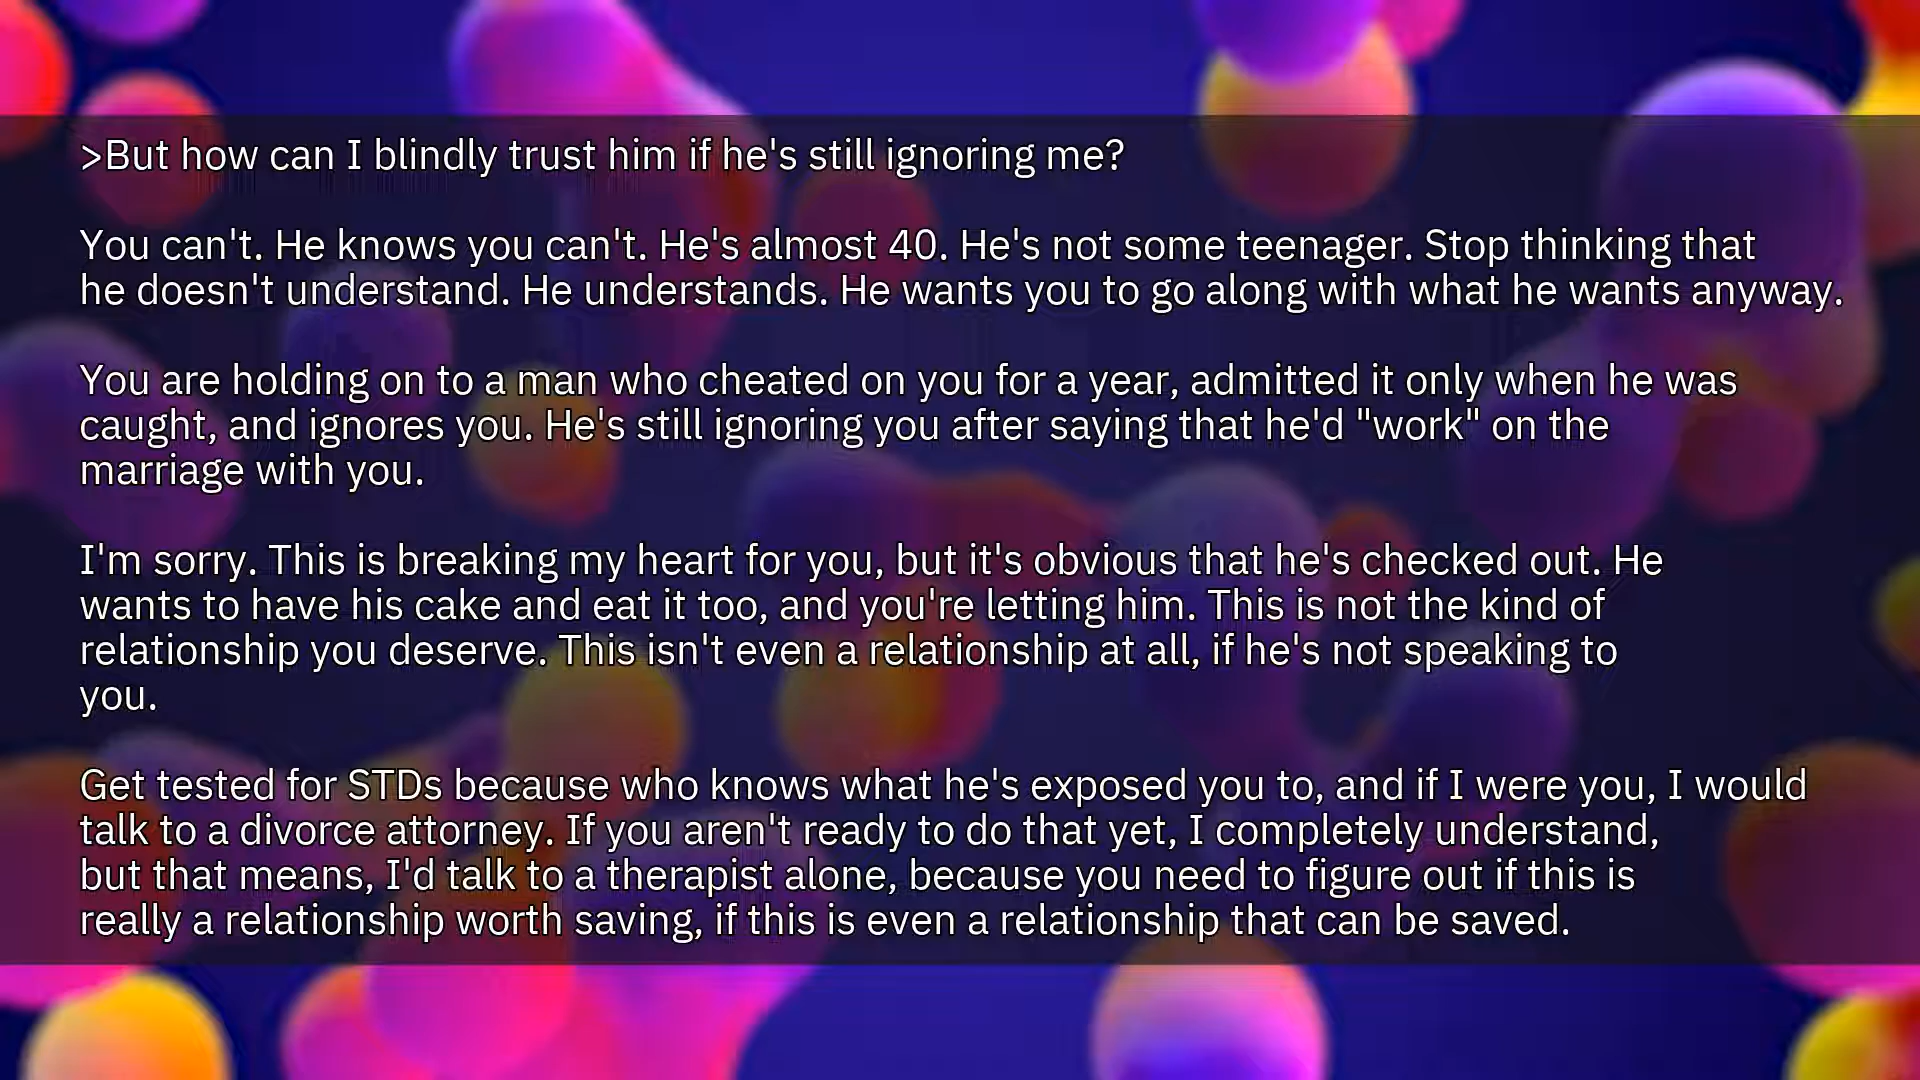 >But how can I blindly trust him if he's still ignoring me?
You can't. He knows you can't. He's almost 40. He's not some teenager. Stop thinking that
he doesn't understand. He understands. He wants you to go along with what he wants anyway.
You are holding on to a man who cheated on you for a year, admitted it only when he was
caught, and ignores you. He's still ignoring you after saying that he'd "work" on the
marriage with you.
I'm sorry. This is breaking my heart for you, but it's obvious that he's checked out. He
wants to have his cake and eat it too, and you're letting him. This is not the kind of
relationship you deserve. This isn't even a relationship at all, if he's not speaking to
you.
Get tested for STDs because who knows what he's exposed you to, and if I were you, I would
talk to a divorce attorney. If you aren't ready to do that yet, I completely understand,
but that means, I'd talk to a therapist alone, because you need to figure out if this is
really a relationship worth saving, if this is even a relationship that can be saved.